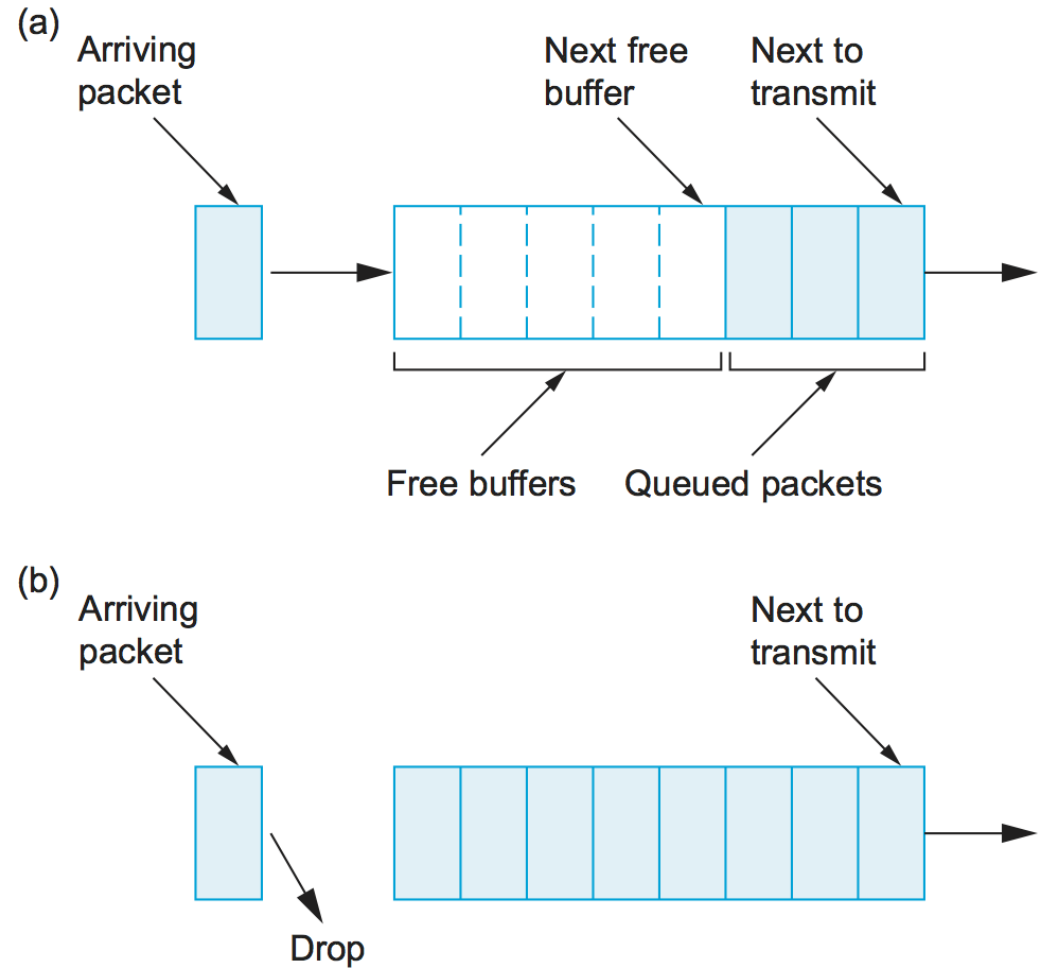 (a)
Arriving
packet
Next free
buffer
Next to
transmit
Free buffers
Queued packets
(b)
Arriving
packet
Next to
transmit
Drop